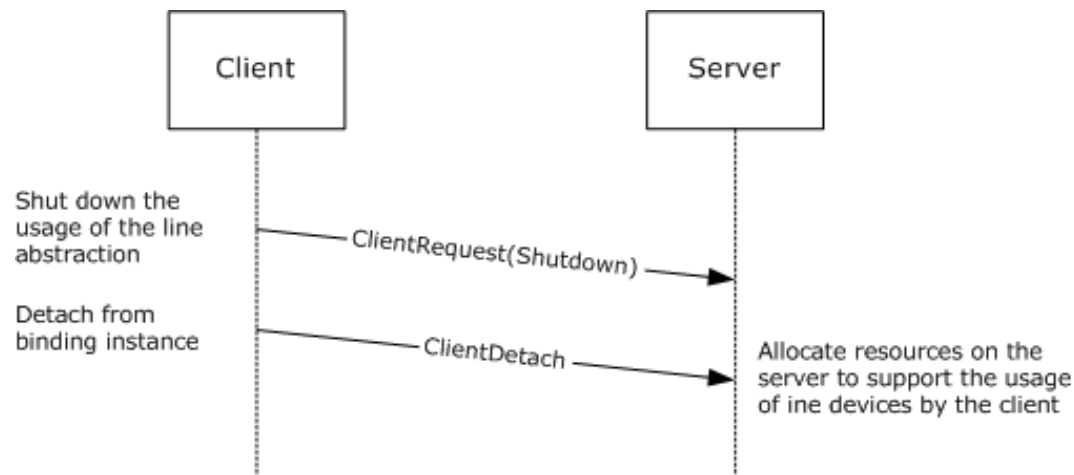 Client
Server
Shut down the
usage of the line
abstraction
ClientRequest(Shutdown)
Detach from
binding instance
ClientDetach
Allocate resources on the
server to support the usage
of ine devices by the client